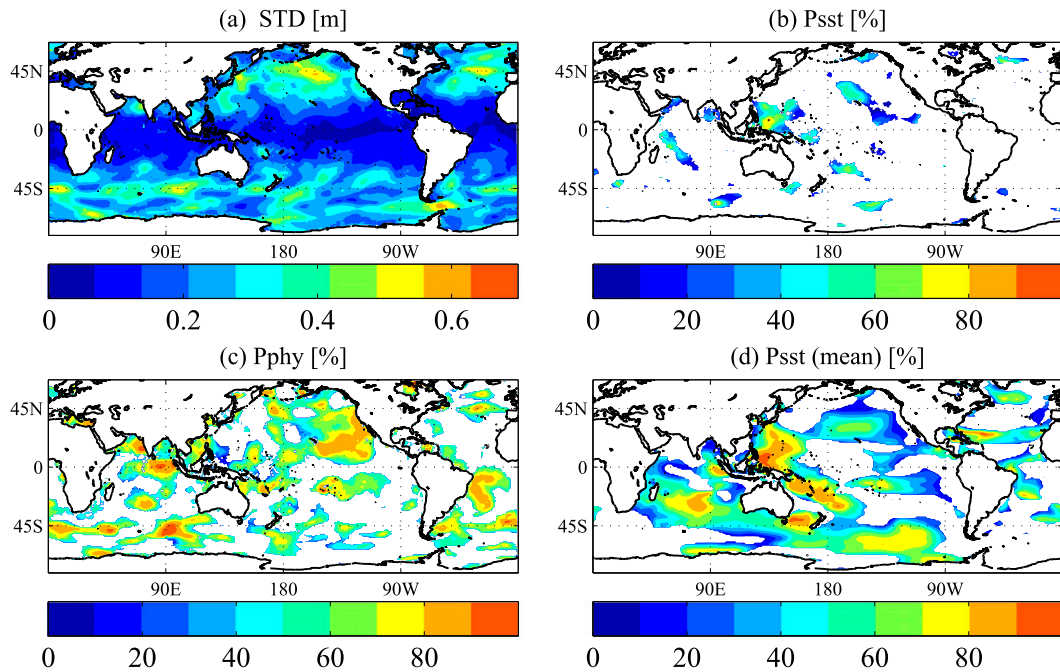 (a) STD [m]
(b) Psst [%]
45N
0
45S
90E 180 90W
0 0.2 0.4 0.6
45N
0
45S
90E 180 90W
0 20 40 60 80
(c) Pphy [%]
(d) Psst (mean) [%]
45N
0
45S
90E 180 90W
0 20 40 60 80
45N
0
45S
90E 180 90W
0 20 40 60 80